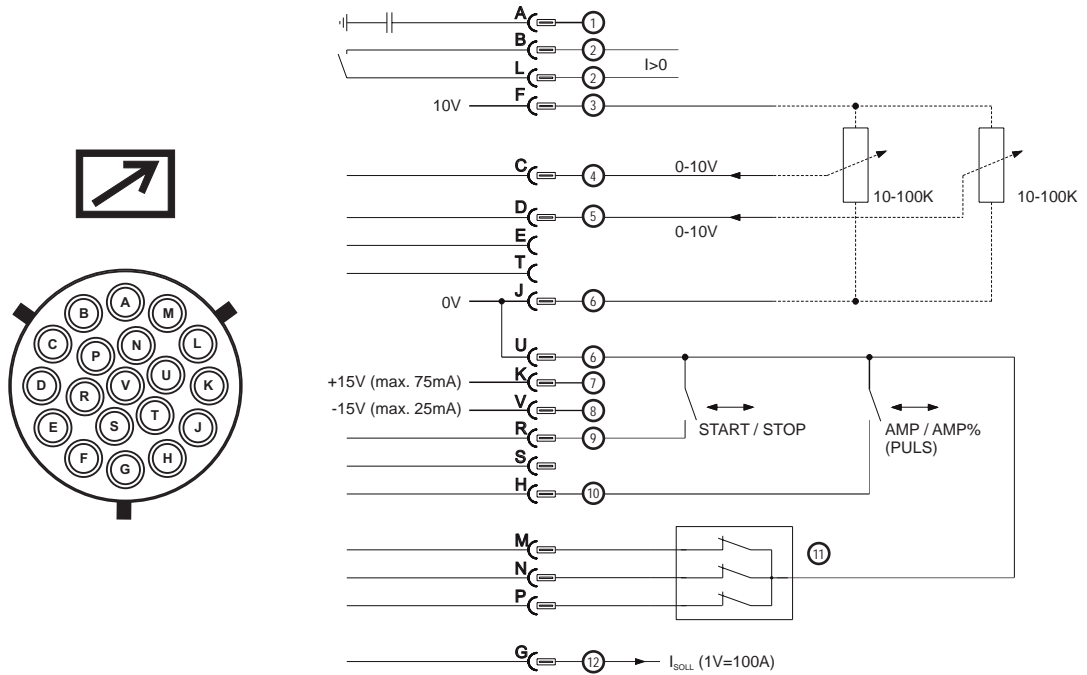 A 1
B 2
L 2 I>0
10V F 3
C 4 0-10V
10-100K 10-100K
D 5
0-10V
E
T
0V J 6
U 6
+15V (max. 75mA) K 7
-15V (max. 25mA) V 8
R 9 START / STOP AMP / AMP%
(PULS)
S
H 10
M 11
N
P
G 12 ISOLL (1V=100A)
A
B M
C N L
P
D R V U K
E S T J
F H
G